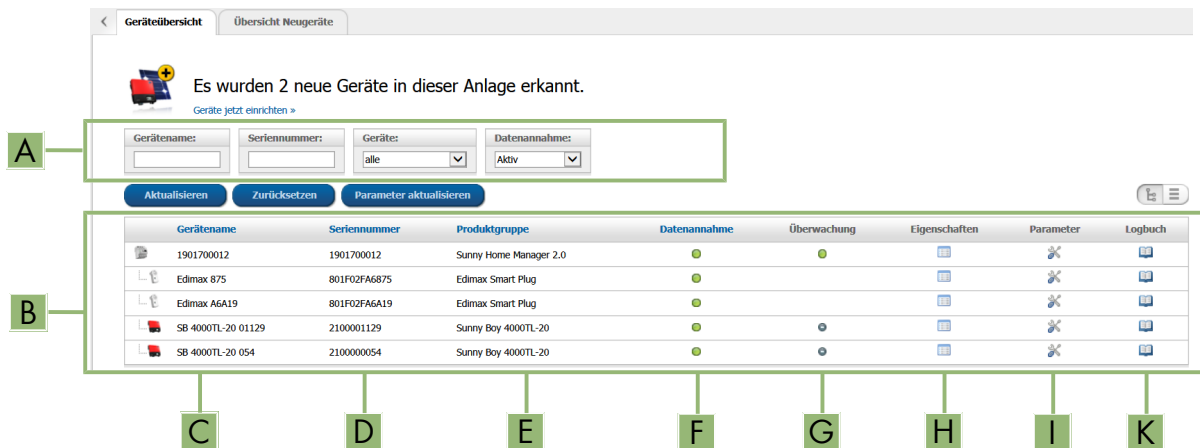 Geräteübersicht Übersicht Neugeräte
Es wurden 2 neue Geräte in dieser Anlage erkannt.
Geräte jetzt einrichten »
A
Gerätename: Seriennummer: Geräte: Datenannahme:
alle Aktiv
Aktualisieren Zurücksetzen Parameter aktualisieren
B
Gerätename Seriennummer Produktgruppe Datenannahme Überwachung Eigenschaften Parameter Logbuch
1901700012 1901700012 Sunny Home Manager 2.0
Edimax 875 801F02FA6875 Edimax Smart Plug
Edimax A6A19 801F02FA6A19 Edimax Smart Plug
SB 4000TL-20 01129 2100001129 Sunny Boy 4000TL-20
SB 4000TL-20 054 2100000054 Sunny Boy 4000TL-20
C D E F G H I K